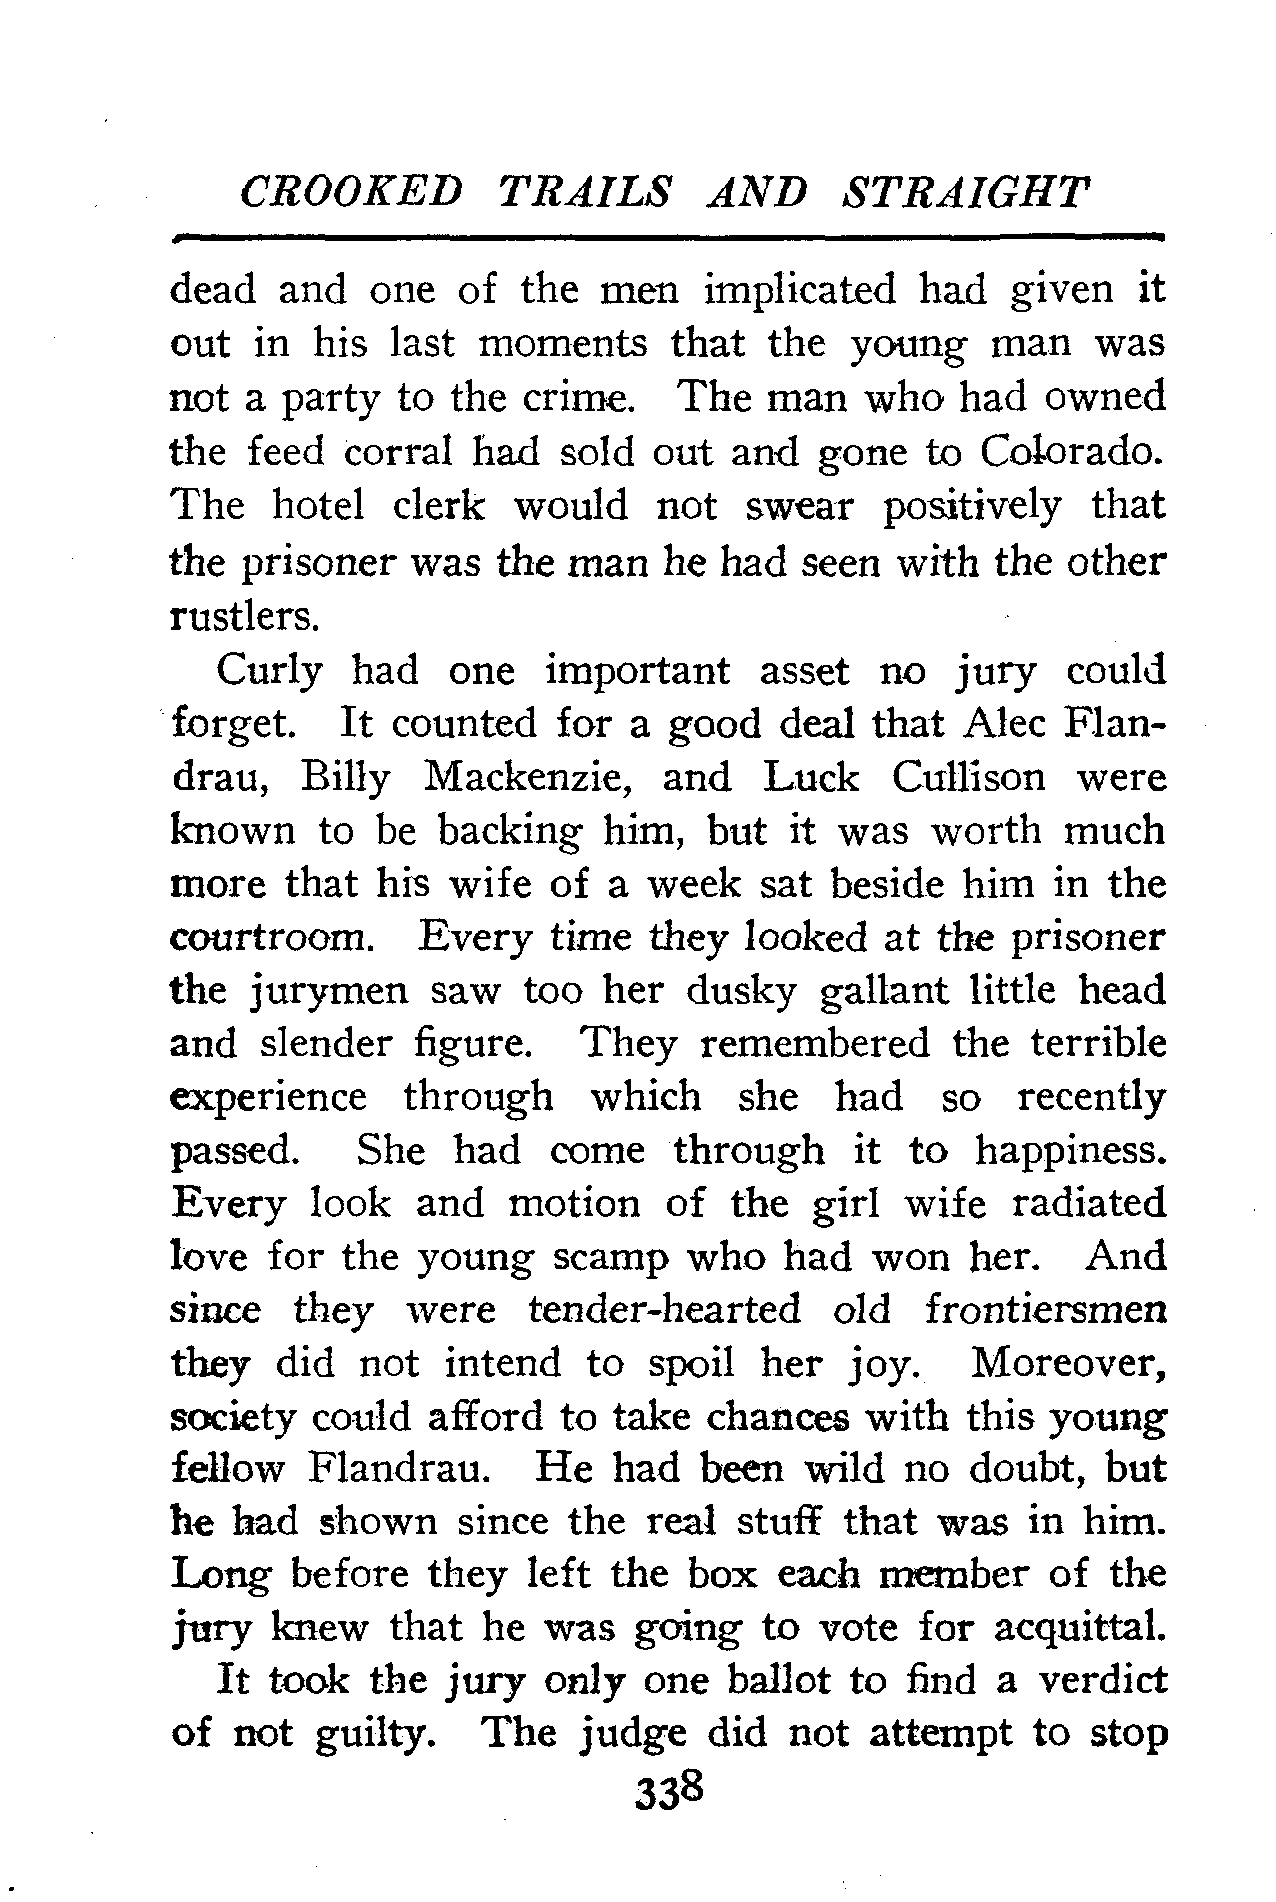 CROOKED TRAILS AND STRAIGHT
dead and one of the men implicated had given it
out in his last moments that the young man was
not a party to the crime. The man who had owned
the feed corral had sold out and gone to Colorado.
The hotel clerk would not swear positively that
the prisoner was the man he had seen with the other
rustlers.
Curly had one important asset no jury could
forget. It counted for a good deal that Alec Flan-
drau, Billy Mackenzie, and Luck Cullison were
known to be backing him, but it was worth much
more that his wife of a week sat beside him in the
courtroom. Every time they looked at the prisoner
the jurymen saw too her dusky gallant little head
and slender figure. They remembered the terrible
experience through which she had so recently
passed. She had come through it to happiness.
Every look and motion of the girl wife radiated
love for the young scamp who had won her. And
since they were tender-hearted old frontiersmen
they did not intend to spoil her joy. Moreover,
society could afford to take chances with this young
fellow Flandrau. He had been wild no doubt, but
he had shown since the real stuff that was in him.
Long before they left the box each member of the
jury knew that he was going to vote for acquittal.
It took the jury only one ballot to find a verdict
of not guilty. The judge did not attempt to stop
338